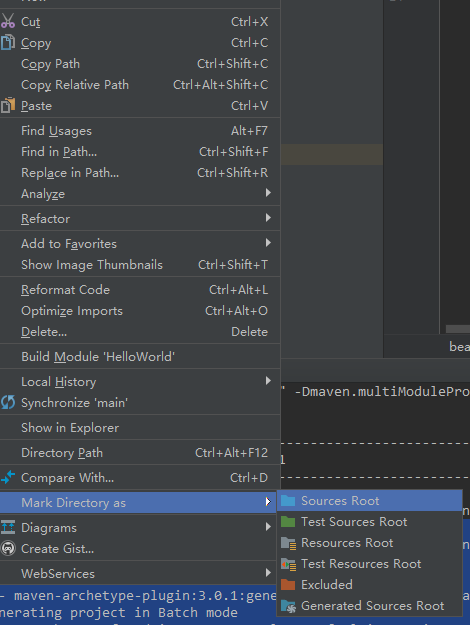 Cut Ctrl+X
Copy Ctrl+C
Copy Path Ctrl+Shift+C
Copy Relative Path Ctrl+Alt+Shift+C
Paste Ctrl+V
Find Usages Alt+F7
Find in Path... Ctrl+Shift+F
Replace in Path... Ctrl+Shift+R
Analyze
Refactor
Add to Favorites
Show Image Thumbnails Ctrl+Shift+T
Reformat Code Ctrl+Alt+L
Optimize Imports Ctrl+Alt+O
Delete... Delete
Build Module 'HelloWorld'
bea
Local History
" -Dmaven.multiModulePro
Synchronize 'main'
Show in Explorer
Directory Path Ctrl+Alt+F12
Compare With... Ctrl+D
Mark Directory as
Sources Root
Test Sources Root
Resources Root
Test Resources Root
Excluded
Generated Sources Root
Diagrams
Create Gist...
WebServices
- maven-archetype-plugin:3.0.1:gene
nerating project in Batch mode